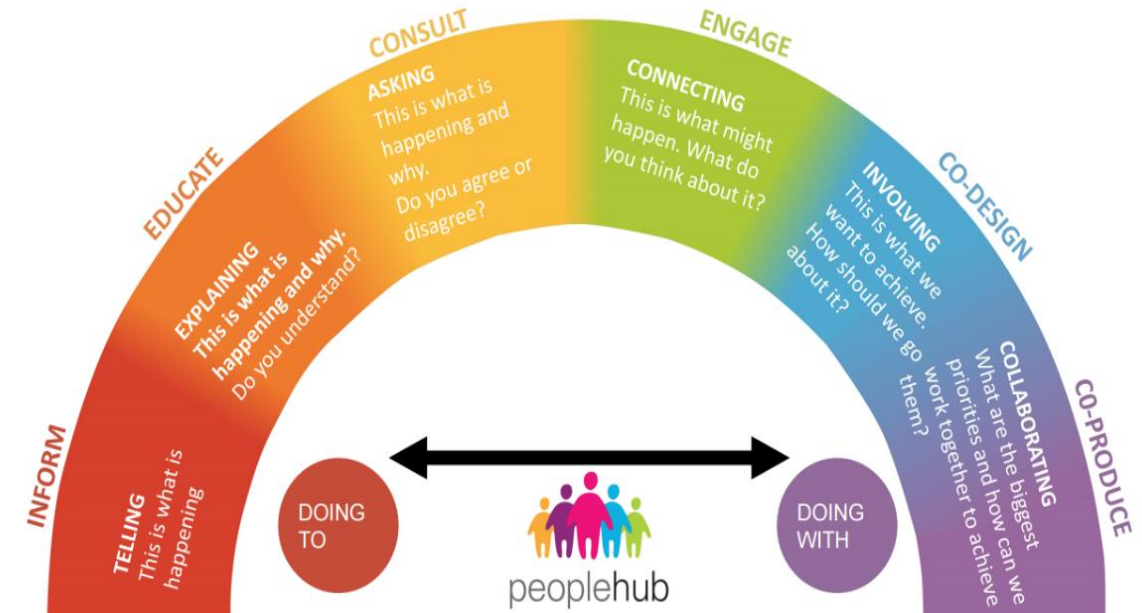 INFORM
TELLING
This is what is
happening
EDUCATE
EXPLAINING
This is what is
happening and why.
Do you understand?
CONSULT
ASKING
This is what is
happening and
why.
Do you agree or
disagree?
ENGAGE
CONNECTING
This is what might
happen. What do
you think about it?
CO-DESIGN
INVOLVING
This is what we
want to achieve.
How should we go
about it?
C0-PRODUCE
COLLABORATING
What are the biggest
priorities and how can we
work together to achieve
them?
DOING
TO
DOING
WITH
peoplehub